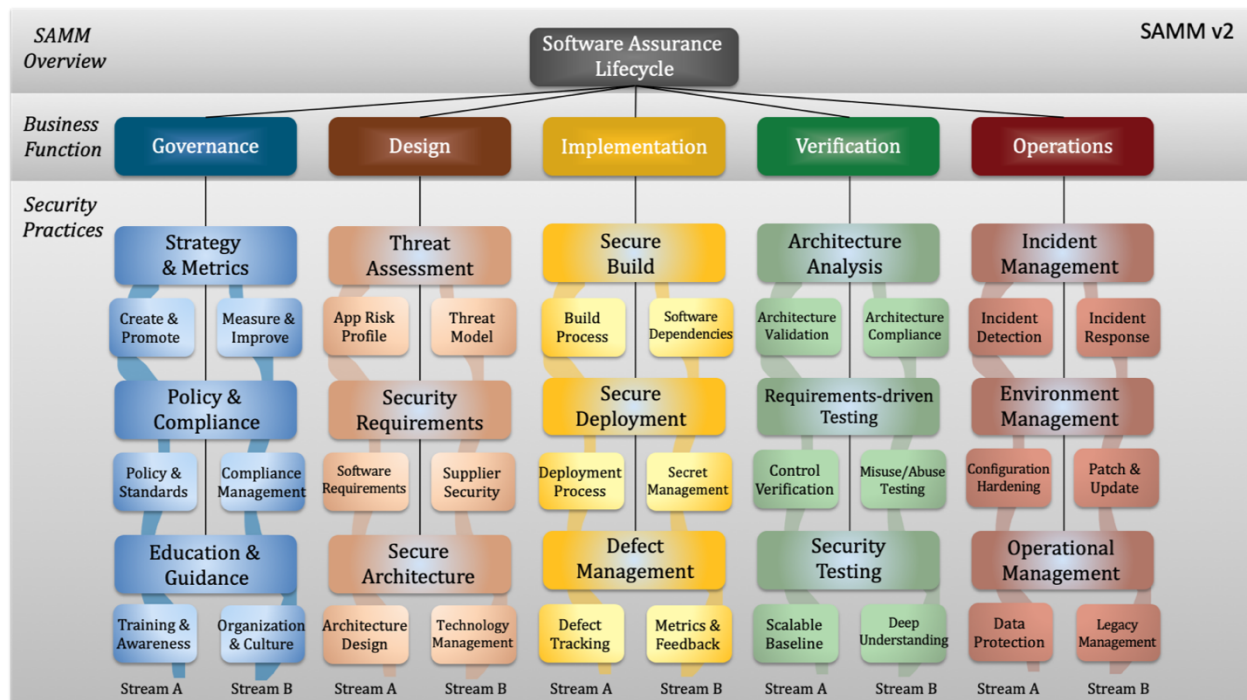 SAMM
Overview
Software Assurance
Lifecycle
SAMM v2
Business
Function
Governance
Design
Implementation
Verification
Operations
Security
Practices
Strategy
& Metrics
Threat
Assessment
Secure
Build
Architecture
Analysis
Incident
Management
Create &
Promote
Measure &
Improve
App Risk
Profile
Threat
Model
Build
Process
Software
Dependencies
Architecture
Validation
Architecture
Compliance
Incident
Detection
Incident
Response
Policy &
Compliance
Security
Requirements
Secure
Deployment
Requirements-driven
Testing
Environment
Management
Policy &
Standards
Compliance
Management
Software
Requirements
Supplier
Security
Deployment
Process
Secret
Management
Control
Verification
Misuse/Abuse
Testing
Configuration
Hardening
Patch &
Update
Education &
Guidance
Secure
Architecture
Defect
Management
Security
Testing
Operational
Management
Training &
Awareness
Organization
& Culture
Architecture
Design
Technology
Management
Defect
Tracking
Metrics &
Feedback
Scalable
Baseline
Deep
Understanding
Data
Protection
Legacy
Management
Stream A
Stream B
Stream A
Stream B
Stream A
Stream B
Stream A
Stream B
Stream A
Stream B